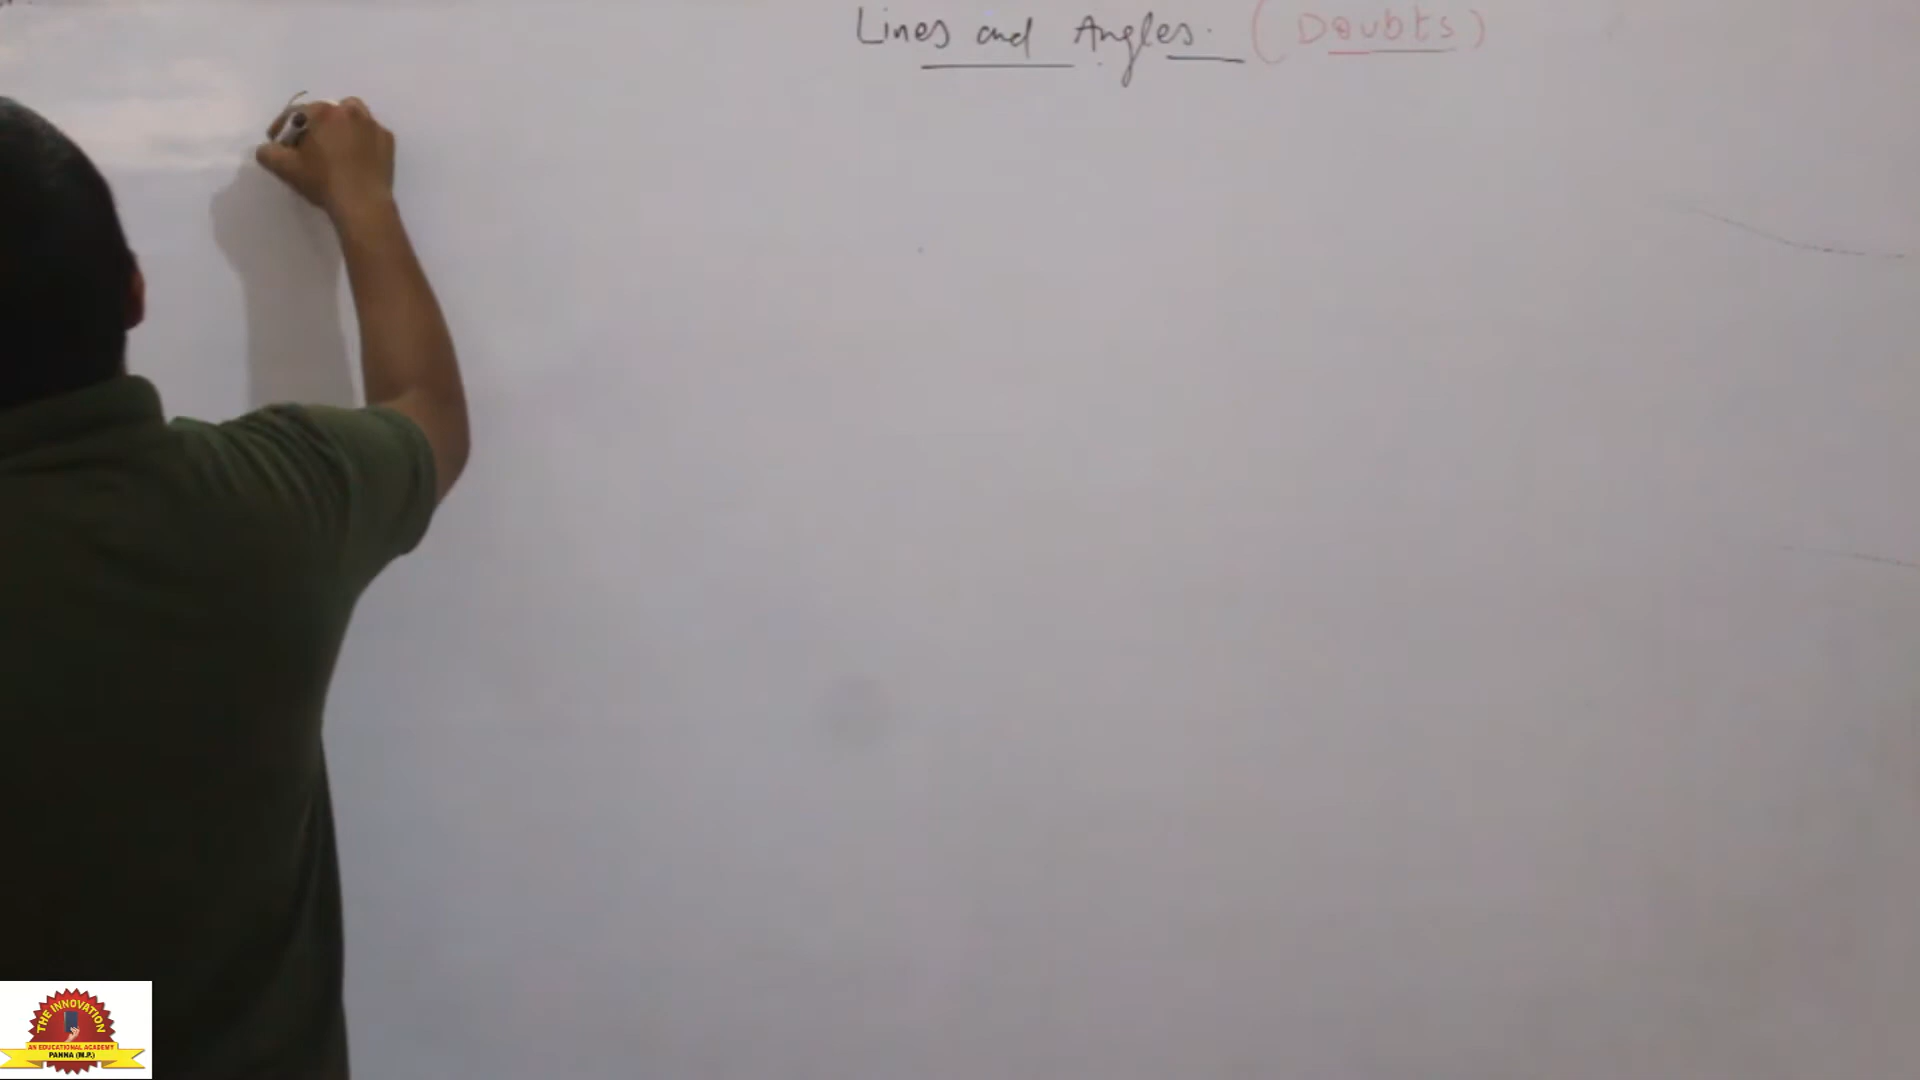 Lines and Angles. (Doubts)
THE INNOVATION
AN EDUCATIONAL ACADEMY
PANNA (M.P.)